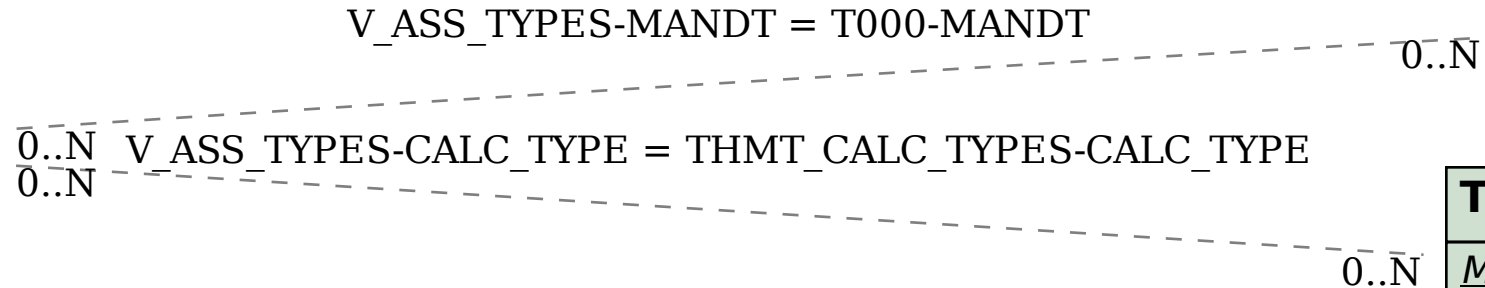 V_ASS_TYPES-MANDT = T000-MANDT
0..N
0..N V_ASS_TYPES-CALC_TYPE = THMT_CALC_TYPES-CALC_TYPE
0..N
0..N